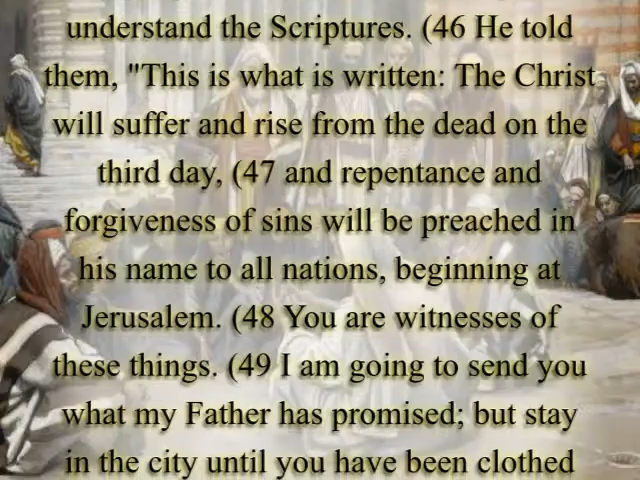 understand the Scriptures. (46 He told
them, "This is what is written: The Christ
will suffer and rise from the dead on the
third day, (47 and repentance and
forgiveness of sins will be preached in
his name to all nations, beginning at
Jerusalem. (48 You are witnesses of
these things. (49 I am going to send you
what my Father has promised; but stay
in the city until you have been clothed